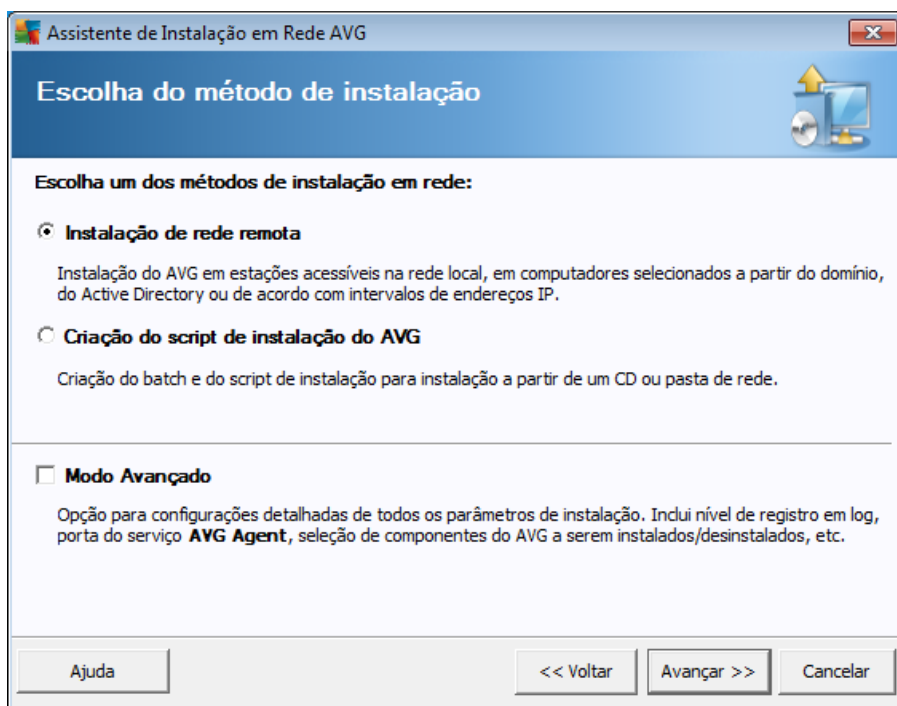 Assistente de Instalação em Rede AVG
Escolha do método de instalação
Escolha um dos métodos de instalação em rede:
Instalação de rede remota
Instalação do AVG em estações acessíveis na rede local, em computadores selecionados a partir do domínio,
do Active Directory ou de acordo com intervalos de endereços IP.
Criação do script de instalação do AVG
Criação do batch e do script de instalação para instalação a partir de um CD ou pasta de rede.
Modo Avançado
Opção para configurações detalhadas de todos os parâmetros de instalação. Inclui nível de registro em log,
porta do serviço AVG Agent, seleção de componentes do AVG a serem instalados/desinstalados, etc.
Ajuda
<< Voltar
Avançar >>
Cancelar